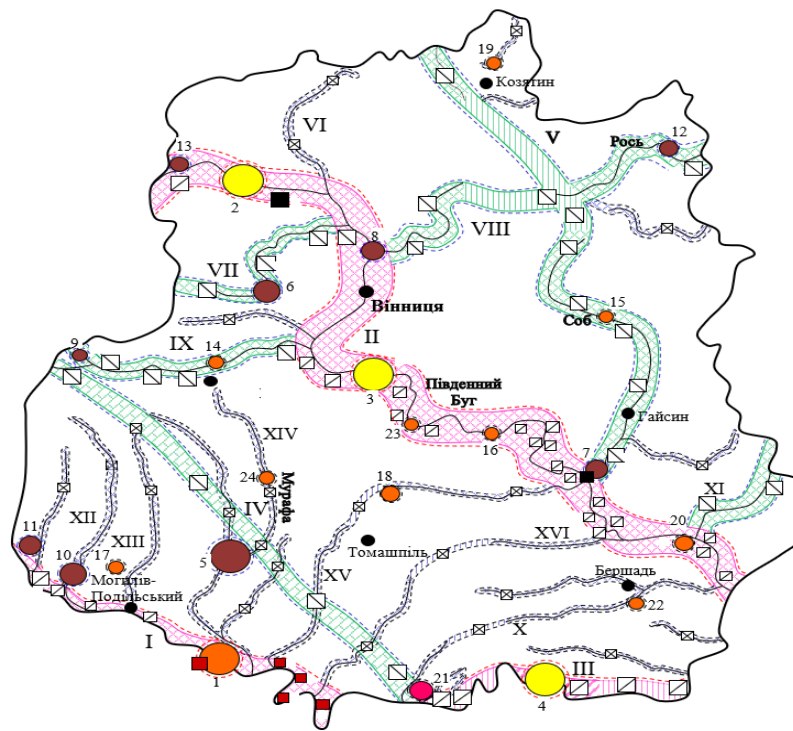 19
Козятин
VI
V
Рось
12
13
2
8
VIII
VII
6
Вінниця
15
Соб
9
IX
14
II
3
Південний
Буг
Гайсин
XIV
23
16
7
24
Мурафа
18
XI
11
XII
IV
XVI
20
XIII
10
17
5
Томашпіль
XV
Могилів-
Подільський
Бершадь
22
X
I
1
21
III
4